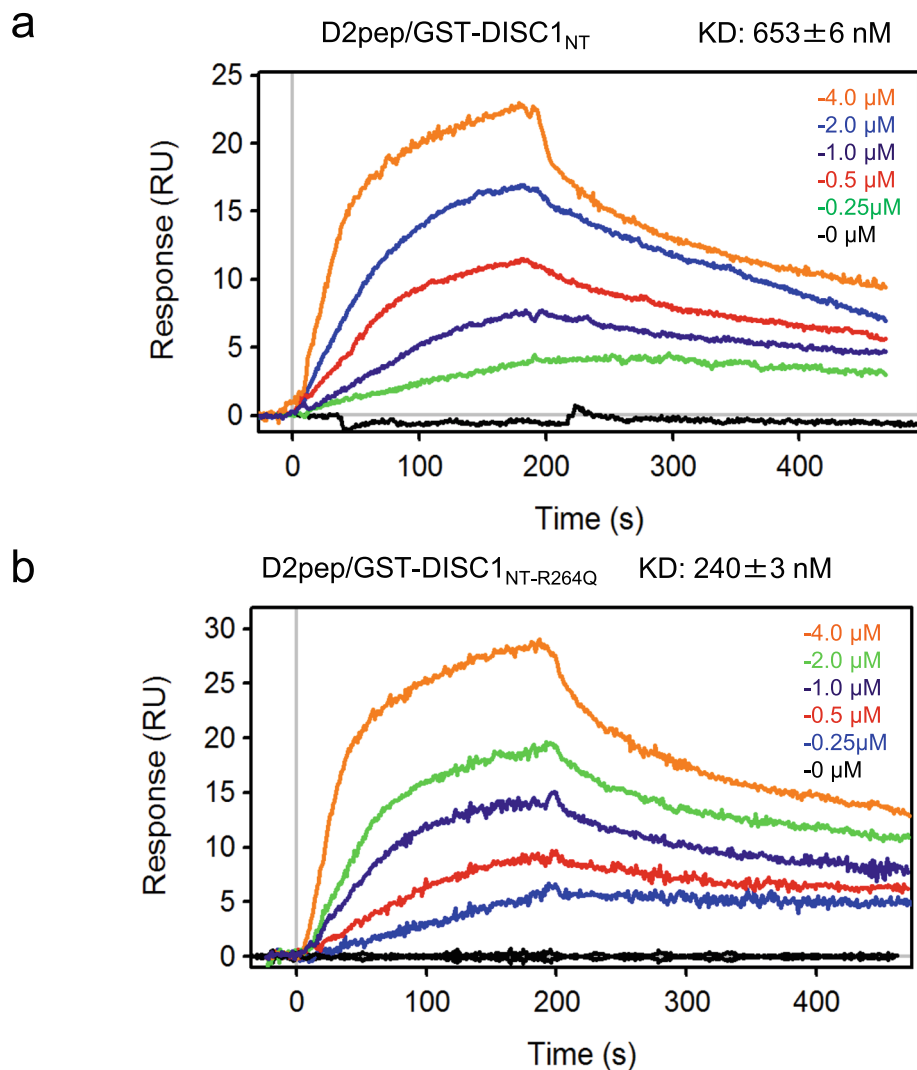 a
D2pep/GST-DISC1NT KD: 653±6 nM
25
20
15
10
5
0
Response (RU)
-4.0 µM
-2.0 µM
-1.0 µM
-0.5 µM
-0.25µM
-0 µM
0 100 200 300 400
Time (s)
b
D2pep/GST-DISC1NT-R264Q KD: 240±3 nM
30
25
20
15
10
5
0
Response (RU)
-4.0 µM
-2.0 µM
-1.0 µM
-0.5 µM
-0.25µM
-0 µM
0 100 200 300 400
Time (s)